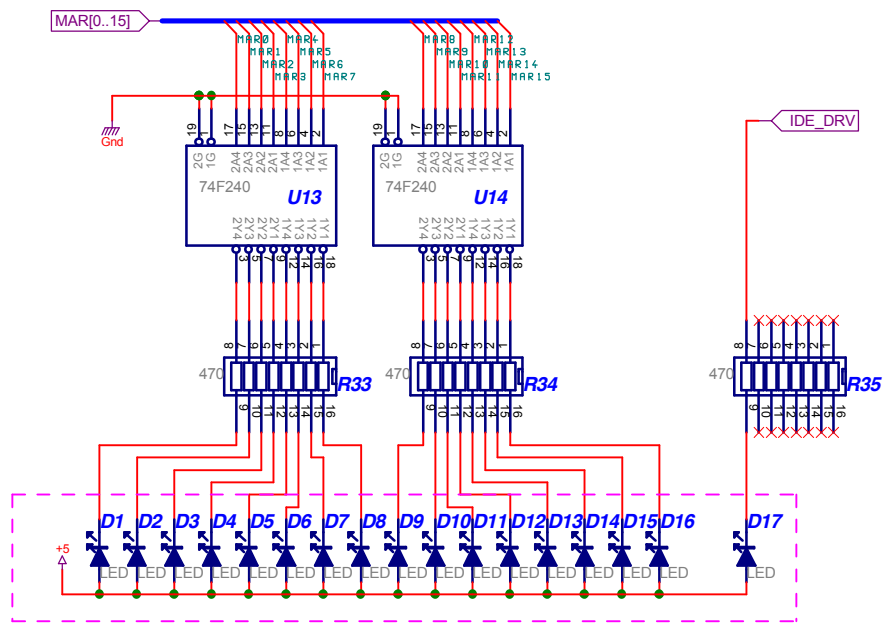 MAR[0..15]
MAR0 MAR4 MAR8 MAR12
MAR1 MAR5 MAR9 MAR13
MAR2 MAR6 MAR10 MAR14
MAR3 MAR7 MAR11 MAR15
IDE_DRV
Gnd
19 1 17 15 13 11 8 6 4 2
19 1 17 15 13 11 8 6 4 2
2G 1G 2A4 2A3 2A2 2A1 1A4 1A3 1A2 1A1
2G 1G 2A4 2A3 2A2 2A1 1A4 1A3 1A2 1A1
74F240 U13
74F240 U14
2Y4 2Y3 2Y2 2Y1 1Y4 1Y3 1Y2 1Y1
2Y4 2Y3 2Y2 2Y1 1Y4 1Y3 1Y2 1Y1
3 5 7 9 12 14 16 18
3 5 7 9 12 14 16 18
8 7 6 5 4 3 2 1
8 7 6 5 4 3 2 1
8 7 6 5 4 3 2 1
470 R33
470 R34
470 R35
9 10 11 12 13 14 15 16
9 10 11 12 13 14 15 16
9 10 11 12 13 14 15 16
D1 D2 D3 D4 D5 D6 D7 D8 D9 D10 D11 D12 D13 D14 D15 D16 D17
+5
LED LED LED LED LED LED LED LED LED LED LED LED LED LED LED LED LED